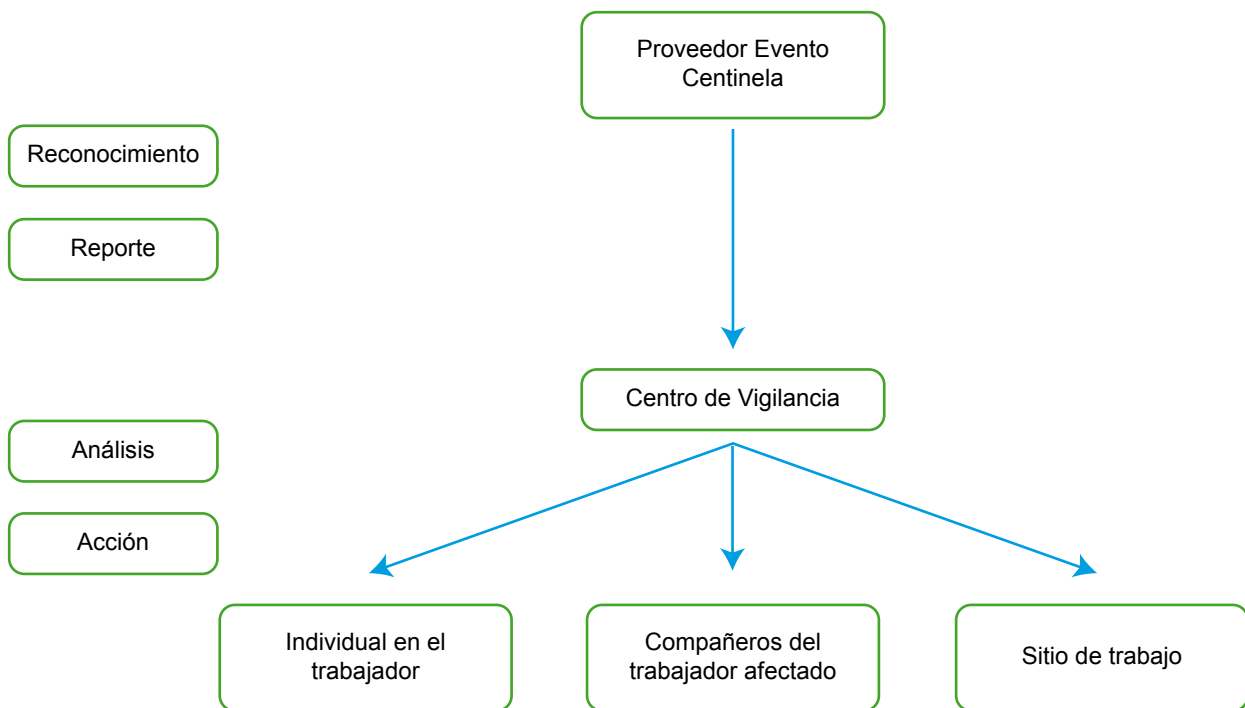 Proveedor Evento
Centinela
Reconocimiento
Reporte
Centro de Vigilancia
Análisis
Acción
Individual en el
trabajador
Compañeros del
trabajador afectado
Sitio de trabajo